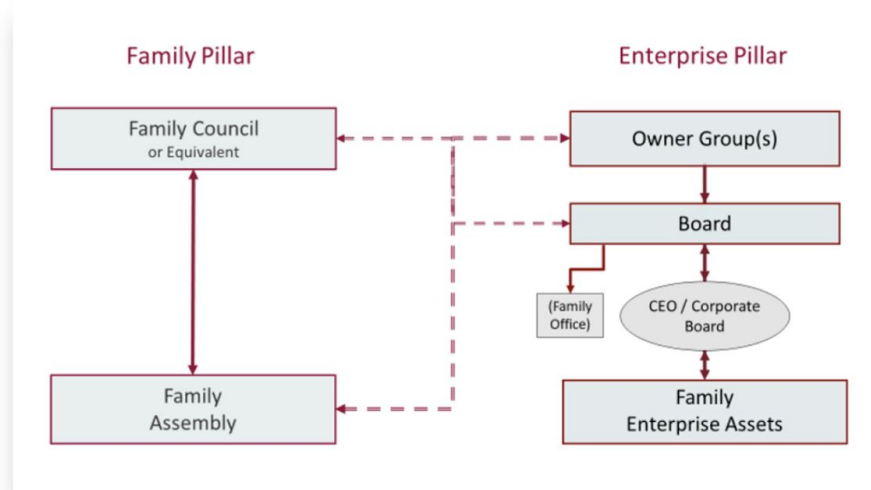 Family Pillar
Enterprise Pillar
Family Council
or Equivalent
Owner Group(s)
Board
(Family
Office)
CEO / Corporate
Board
Family
Assembly
Family
Enterprise Assets